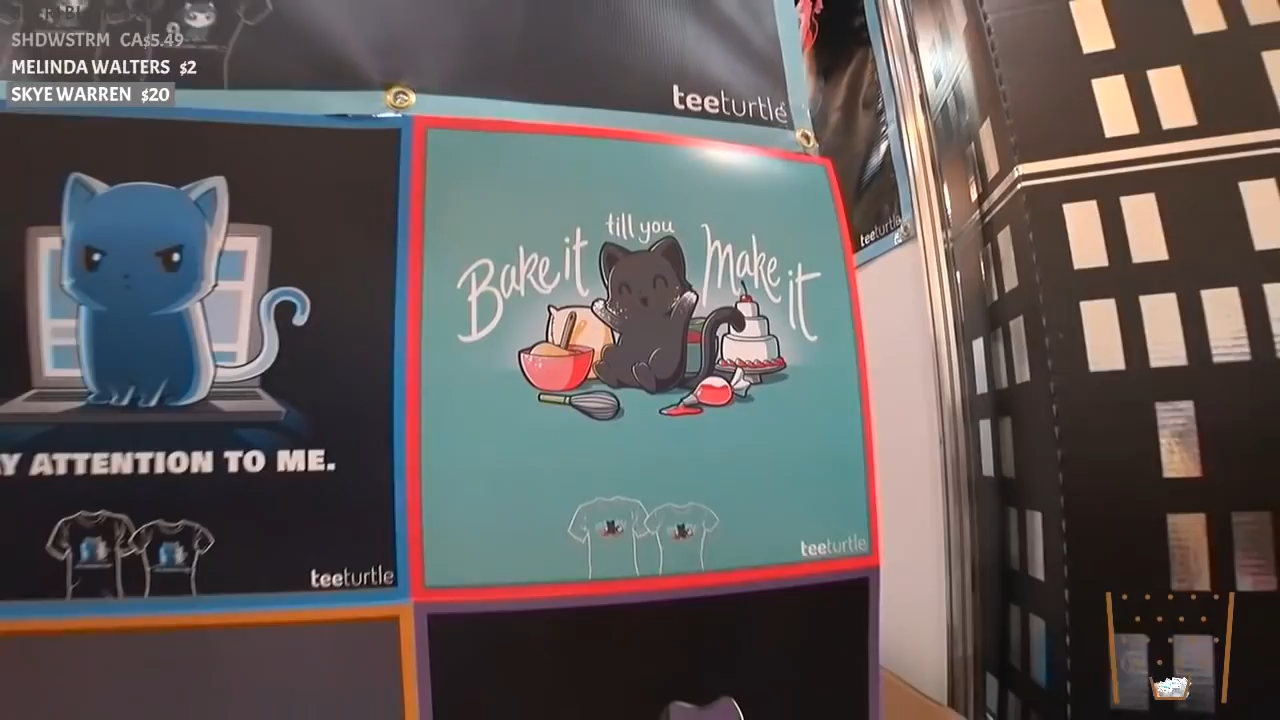 SHDWSTRM CA$5.49
MELINDA WALTERS $2
SKYE WARREN $20
teeturtle
teeturtle
Bake it till you Make it
AY ATTENTION TO ME.
teeturtle
teeturtle